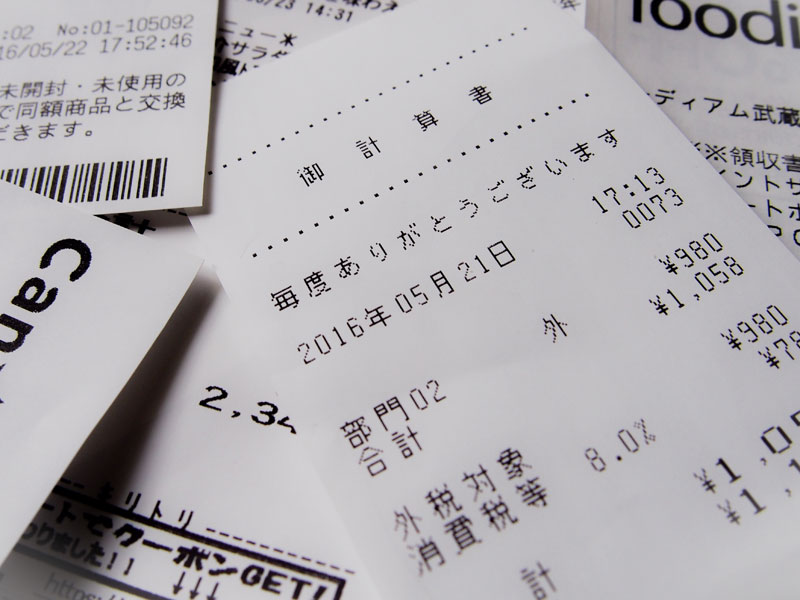 :02 No:01-105092
16/05/22 17:52:46
未開封・未使用の
で同額商品と交換
だきます。
ニュー*
サラダ
23 14:31
foodi
ディアム武蔵
※領収書
イントサ
御計算書
毎度ありがとうございます
2016年05月21日 17:13
0073
部門02 外 ¥980
合計 ¥1,058
外税対象 ¥980
消費税等 8.0% ¥78
計 ¥1,05
¥1,1
Can
2,34
キリトリ
ートでクーポンGET!
わりました!!
↓↓↓
https:/